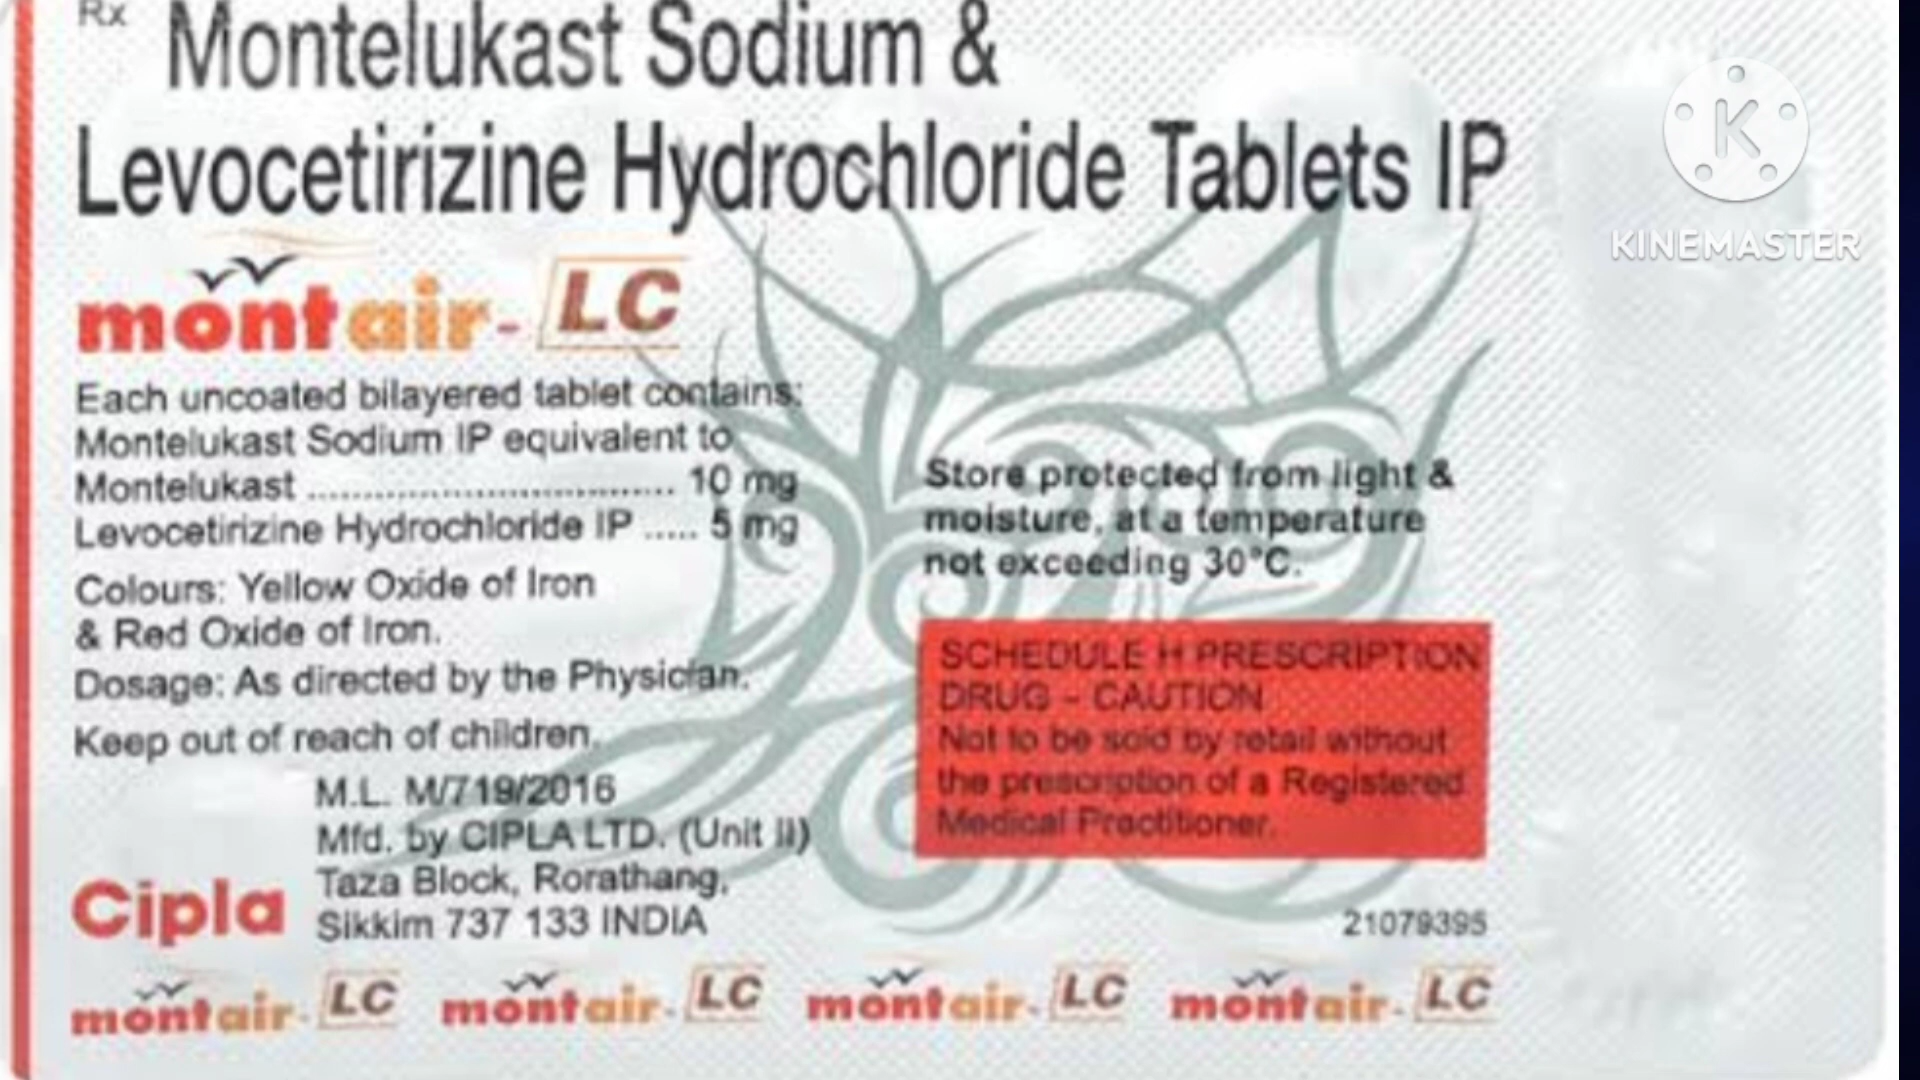 Rx Montelukast Sodium &
Levocetirizine Hydrochloride Tablets IP
montair-LC
Each uncoated bilayered tablet contains:
Montelukast Sodium IP equivalent to
Montelukast ................................. 10 mg
Levocetirizine Hydrochloride IP ..... 5 mg
Colours: Yellow Oxide of Iron
& Red Oxide of Iron.
Dosage: As directed by the Physician.
Keep out of reach of children.
M.L. M/719/2016
Mfd. by CIPLA LTD. (Unit II)
Taza Block, Rorathang,
Sikkim 737 133 INDIA
Cipla
Store protected from light &
moisture, at a temperature
not exceeding 30°C.
SCHEDULE H PRESCRIPTION
DRUG - CAUTION
Not to be sold by retail without
the prescription of a Registered
Medical Practitioner.
21079395
montair-LC montair-LC montair-LC montair-LC
K
KINEMASTER